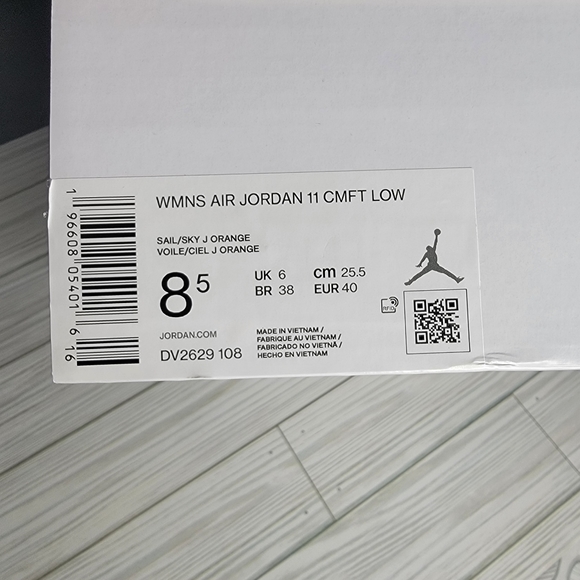 WMNS AIR JORDAN 11 CMFT LOW
SAIL/SKY J ORANGE
VOILE/CIEL J ORANGE
8 5
UK 6 cm 25.5
BR 38 EUR 40
RFID
JORDAN.COM
DV2629 108
MADE IN VIETNAM /
FABRIQUE AU VIETNAM /
FABRICADO NO VIETNÃ /
HECHO EN VIETNAM
1 96608 05401 6 16